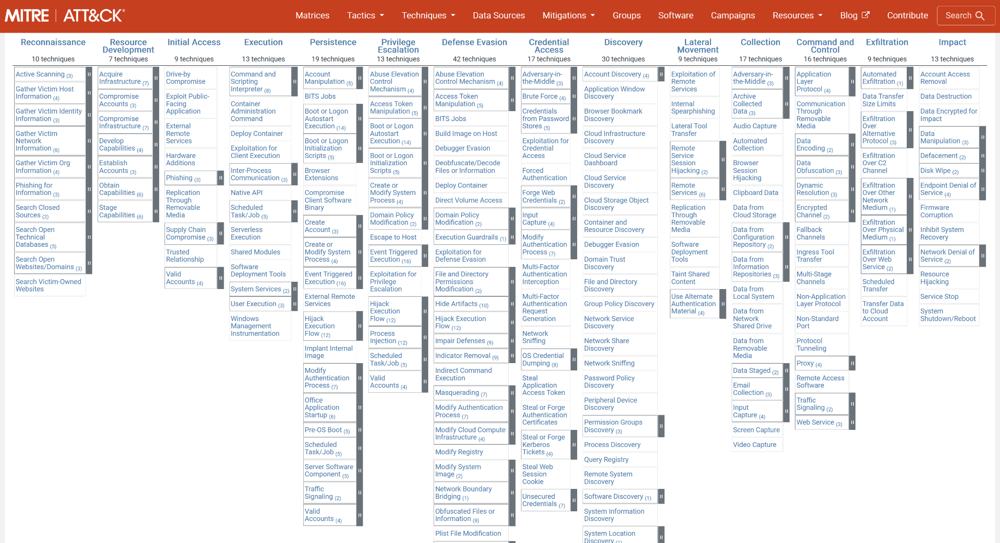 MITRE | ATT&CK®
Matrices
Tactics
Techniques
Data Sources
Mitigations
Groups
Software
Campaigns
Resources
Blog
Contribute
Search
Reconnaissance
10 techniques
Active Scanning (3)
Gather Victim Host
Information (4)
Gather Victim Identity
Information (3)
Gather Victim
Network
Information (6)
Gather Victim Org
Information (4)
Phishing for
Information (3)
Search Closed
Sources (2)
Search Open
Technical
Databases (5)
Search Open
Websites/Domains (3)
Search Victim-Owned
Websites
Resource
Development
7 techniques
Acquire
Infrastructure (7)
Compromise
Accounts (3)
Compromise
Infrastructure (7)
Develop
Capabilities (4)
Establish
Accounts (3)
Obtain
Capabilities (6)
Stage
Capabilities (6)
Initial Access
9 techniques
Drive-by
Compromise
Exploit Public-
Facing
Application
External
Remote
Services
Hardware
Additions
Phishing (3)
Replication
Through
Removable
Media
Supply Chain
Compromise (3)
Trusted
Relationship
Valid
Accounts (4)
Execution
13 techniques
Command and
Scripting
Interpreter (8)
Container
Administration
Command
Deploy Container
Exploitation for
Client Execution
Inter-Process
Communication (3)
Native API
Scheduled
Task/Job (5)
Serverless
Execution
Shared Modules
Software
Deployment Tools
System Services (2)
User Execution (3)
Windows
Management
Instrumentation
Persistence
19 techniques
Account
Manipulation (5)
BITS Jobs
Boot or Logon
Autostart
Execution (14)
Boot or Logon
Initialization
Scripts (5)
Browser
Extensions
Compromise
Client Software
Binary
Create
Account (3)
Create or
Modify System
Process (4)
Event Triggered
Execution (16)
External Remote
Services
Hijack
Execution
Flow (12)
Implant Internal
Image
Modify
Authentication
Process (7)
Office
Application
Startup (6)
Pre-OS Boot (5)
Scheduled
Task/Job (5)
Server Software
Component (5)
Traffic
Signaling (2)
Valid
Accounts (4)
Privilege
Escalation
13 techniques
Abuse Elevation
Control
Mechanism (4)
Access Token
Manipulation (5)
Boot or Logon
Autostart
Execution (14)
Boot or Logon
Initialization
Scripts (5)
Create or
Modify System
Process (4)
Domain Policy
Modification (2)
Escape to Host
Event Triggered
Execution (16)
Exploitation for
Privilege
Escalation
Hijack
Execution
Flow (12)
Process
Injection (12)
Scheduled
Task/Job (5)
Valid
Accounts (4)
Defense Evasion
42 techniques
Abuse Elevation
Control Mechanism (4)
Access Token
Manipulation (5)
BITS Jobs
Build Image on Host
Debugger Evasion
Deobfuscate/Decode
Files or Information
Deploy Container
Direct Volume Access
Domain Policy
Modification (2)
Execution Guardrails (1)
Exploitation for
Defense Evasion
File and Directory
Permissions
Modification (2)
Hide Artifacts (10)
Hijack Execution
Flow (12)
Impair Defenses (9)
Indicator Removal (9)
Indirect Command
Execution
Masquerading (7)
Modify Authentication
Process (7)
Modify Cloud Compute
Infrastructure (4)
Modify Registry
Modify System
Image (2)
Network Boundary
Bridging (1)
Obfuscated Files or
Information (9)
Plist File Modification
Credential
Access
17 techniques
Adversary-in-
the-Middle (3)
Brute Force (4)
Credentials
from Password
Stores (5)
Exploitation for
Credential
Access
Forced
Authentication
Forge Web
Credentials (2)
Input
Capture (4)
Modify
Authentication
Process (7)
Multi-Factor
Authentication
Interception
Multi-Factor
Authentication
Request
Generation
Network
Sniffing
OS Credential
Dumping (8)
Steal
Application
Access Token
Steal or Forge
Authentication
Certificates
Steal or Forge
Kerberos
Tickets (4)
Steal Web
Session
Cookie
Unsecured
Credentials (7)
Discovery
30 techniques
Account Discovery (4)
Application Window
Discovery
Browser Bookmark
Discovery
Cloud Infrastructure
Discovery
Cloud Service
Dashboard
Cloud Service
Discovery
Cloud Storage Object
Discovery
Container and
Resource Discovery
Debugger Evasion
Domain Trust
Discovery
File and Directory
Discovery
Group Policy Discovery
Network Service
Discovery
Network Share
Discovery
Network Sniffing
Password Policy
Discovery
Peripheral Device
Discovery
Permission Groups
Discovery (3)
Process Discovery
Query Registry
Remote System
Discovery
Software Discovery (1)
System Information
Discovery
System Location
Discovery (1)
Lateral
Movement
9 techniques
Exploitation of
Remote
Services
Internal
Spearphishing
Lateral Tool
Transfer
Remote
Service
Session
Hijacking (2)
Remote
Services (6)
Replication
Through
Removable
Media
Software
Deployment
Tools
Taint Shared
Content
Use Alternate
Authentication
Material (4)
Collection
17 techniques
Adversary-in-
the-Middle (3)
Archive
Collected
Data (3)
Audio Capture
Automated
Collection
Browser
Session
Hijacking
Clipboard Data
Data from
Cloud Storage
Data from
Configuration
Repository (2)
Data from
Information
Repositories (3)
Data from
Local System
Data from
Network
Shared Drive
Data from
Removable
Media
Data Staged (2)
Email
Collection (3)
Input
Capture (4)
Screen Capture
Video Capture
Command and
Control
16 techniques
Application
Layer
Protocol (4)
Communication
Through
Removable
Media
Data
Encoding (2)
Data
Obfuscation (3)
Dynamic
Resolution (3)
Encrypted
Channel (2)
Fallback
Channels
Ingress Tool
Transfer
Multi-Stage
Channels
Non-Application
Layer Protocol
Non-Standard
Port
Protocol
Tunneling
Proxy (4)
Remote Access
Software
Traffic
Signaling (2)
Web Service (3)
Exfiltration
9 techniques
Automated
Exfiltration (1)
Data Transfer
Size Limits
Exfiltration
Over
Alternative
Protocol (3)
Exfiltration
Over C2
Channel
Exfiltration
Over Other
Network
Medium (1)
Exfiltration
Over Physical
Medium (1)
Exfiltration
Over Web
Service (2)
Scheduled
Transfer
Transfer Data
to Cloud
Account
Impact
13 techniques
Account Access
Removal
Data Destruction
Data Encrypted for
Impact
Data
Manipulation (3)
Defacement (2)
Disk Wipe (2)
Endpoint Denial of
Service (4)
Firmware
Corruption
Inhibit System
Recovery
Network Denial of
Service (2)
Resource
Hijacking
Service Stop
System
Shutdown/Reboot